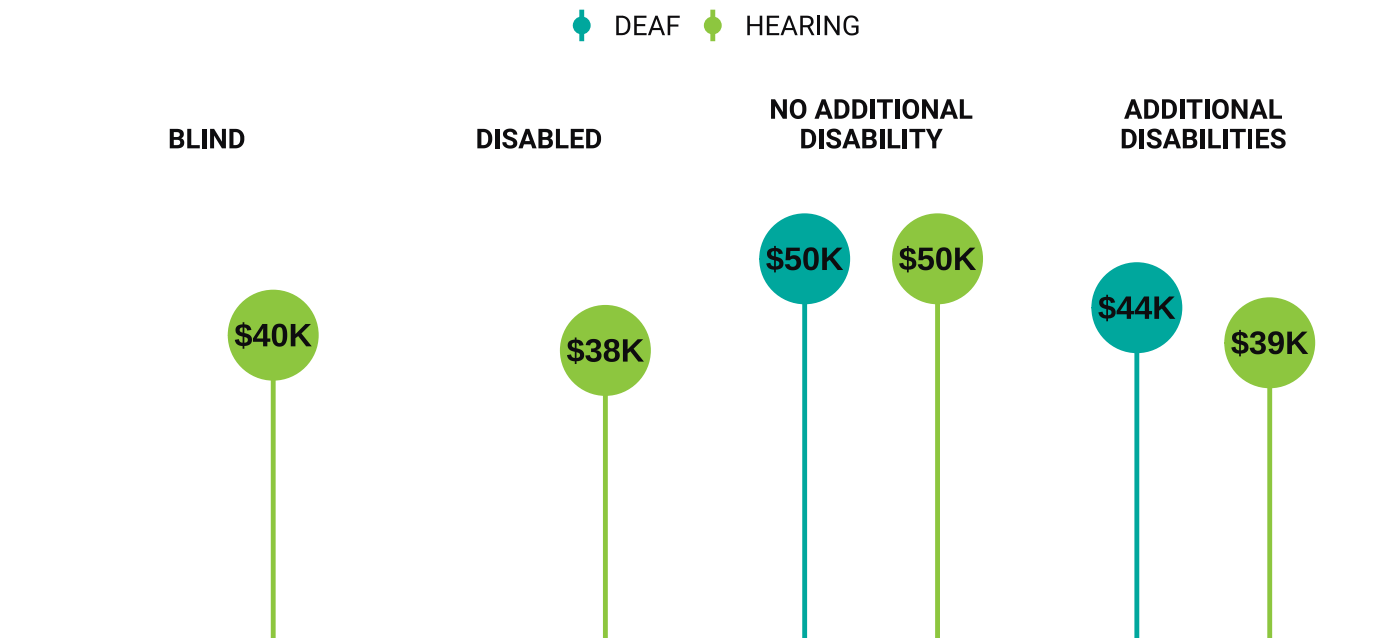 DEAF HEARING
BLIND
DISABLED
NO ADDITIONAL
DISABILITY
ADDITIONAL
DISABILITIES
$40K
$38K
$50K
$50K
$44K
$39K